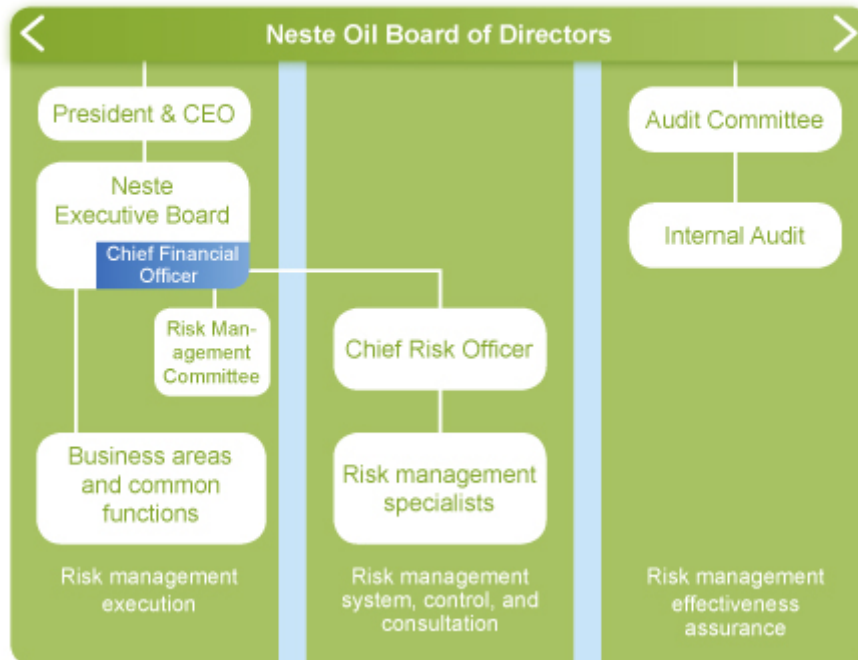 Neste Oil Board of Directors
President & CEO
Neste
Executive Board
Chief Financial
Officer
Risk Man-
agement
Committee
Business areas
and common
functions
Risk management
execution
Chief Risk Officer
Risk management
specialists
Risk management
system, control, and
consultation
Audit Committee
Internal Audit
Risk management
effectiveness
assurance